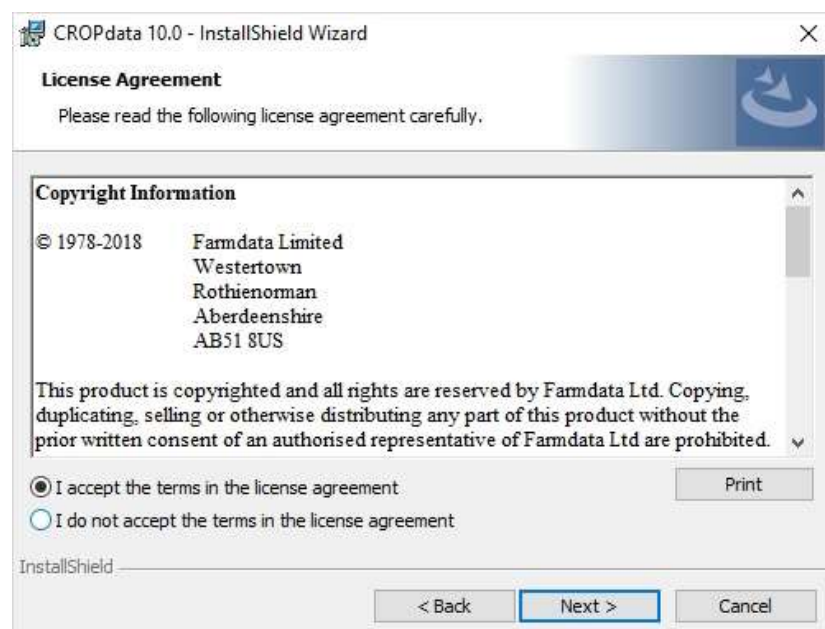 CROPdata 10.0 - InstallShield Wizard
License Agreement
Please read the following license agreement carefully.
Copyright Information
© 1978-2018 Farmdata Limited
Westertown
Rothienorman
Aberdeenshire
AB51 8US
This product is copyrighted and all rights are reserved by Farmdata Ltd. Copying,
duplicating, selling or otherwise distributing any part of this product without the
prior written consent of an authorised representative of Farmdata Ltd are prohibited.
I accept the terms in the license agreement
Print
I do not accept the terms in the license agreement
InstallShield
< Back Next > Cancel